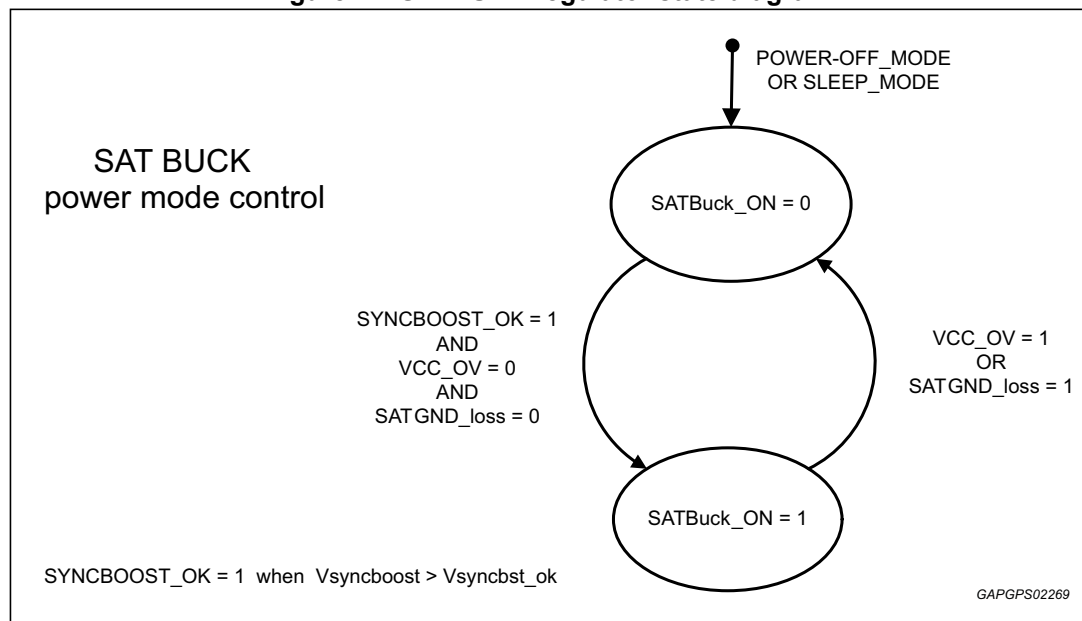 POWER-OFF_MODE
OR SLEEP_MODE
SAT BUCK
power mode control
SATBuck_ON = 0
SYNCBOOST_OK = 1
AND
VCC_OV = 0
AND
SATGND_loss = 0
VCC_OV = 1
OR
SATGND_loss = 1
SATBuck_ON = 1
SYNCBOOST_OK = 1 when Vsyncboost > Vsyncbst_ok
GAPGPS02269